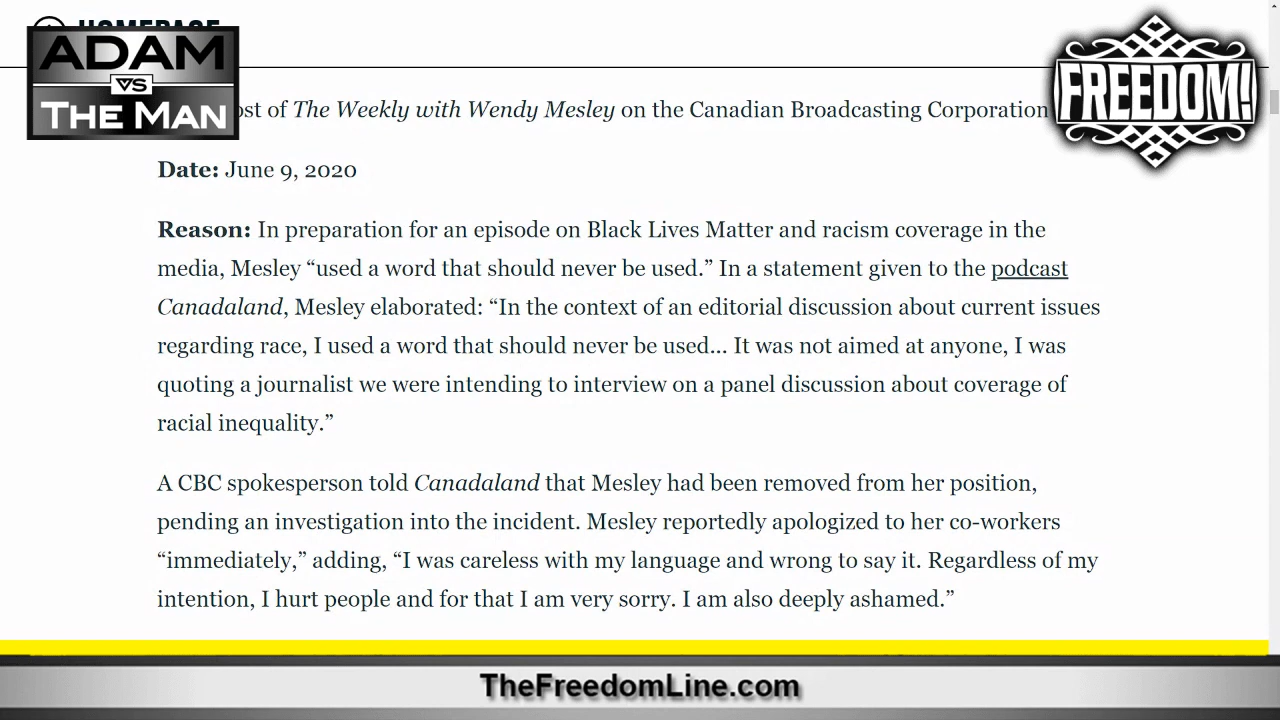 HOMEPAGE
ADAM
VS
THE MAN
FREEDOM!
ost of The Weekly with Wendy Mesley on the Canadian Broadcasting Corporation
Date: June 9, 2020
Reason: In preparation for an episode on Black Lives Matter and racism coverage in the
media, Mesley “used a word that should never be used.” In a statement given to the podcast
Canadaland, Mesley elaborated: “In the context of an editorial discussion about current issues
regarding race, I used a word that should never be used... It was not aimed at anyone, I was
quoting a journalist we were intending to interview on a panel discussion about coverage of
racial inequality.”
A CBC spokesperson told Canadaland that Mesley had been removed from her position,
pending an investigation into the incident. Mesley reportedly apologized to her co-workers
“immediately,” adding, “I was careless with my language and wrong to say it. Regardless of my
intention, I hurt people and for that I am very sorry. I am also deeply ashamed.”
TheFreedomLine.com